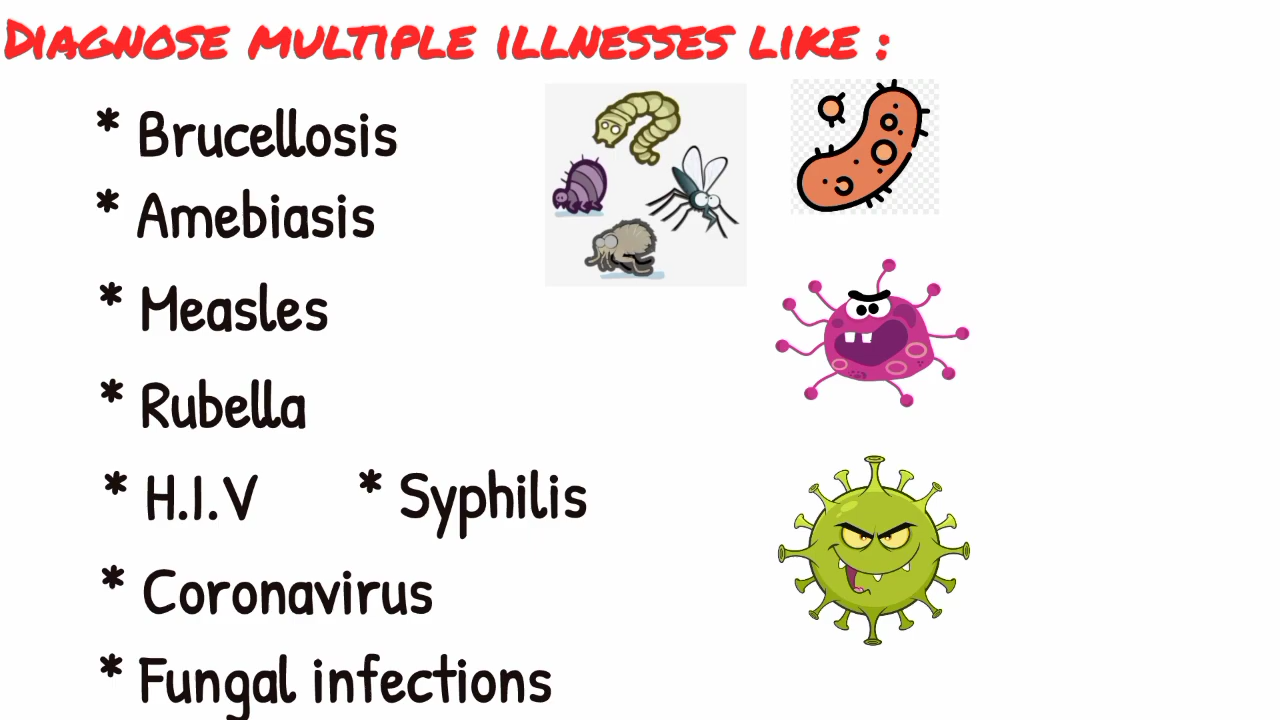 DIAGNOSE MULTIPLE ILLNESSES LIKE :
* Brucellosis
* Amebiasis
* Measles
* Rubella
* H.I.V * Syphilis
* Coronavirus
* Fungal infections